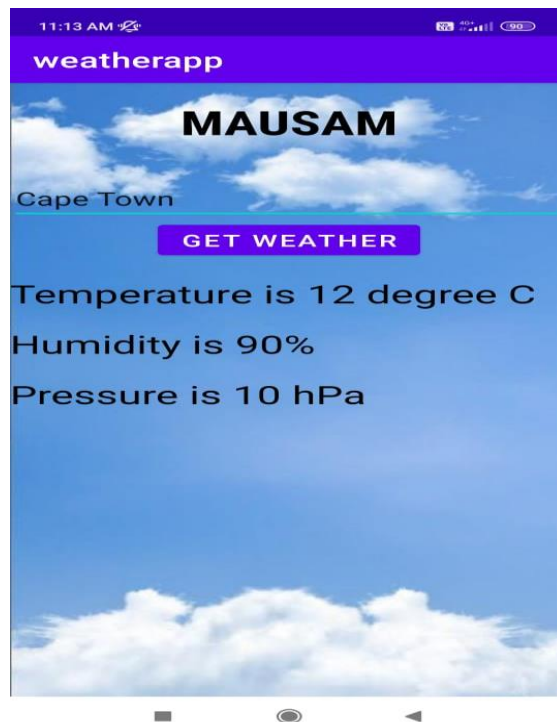 11:13 AM 90
weatherapp
MAUSAM
Cape Town
GET WEATHER
Temperature is 12 degree C
Humidity is 90%
Pressure is 10 hPa